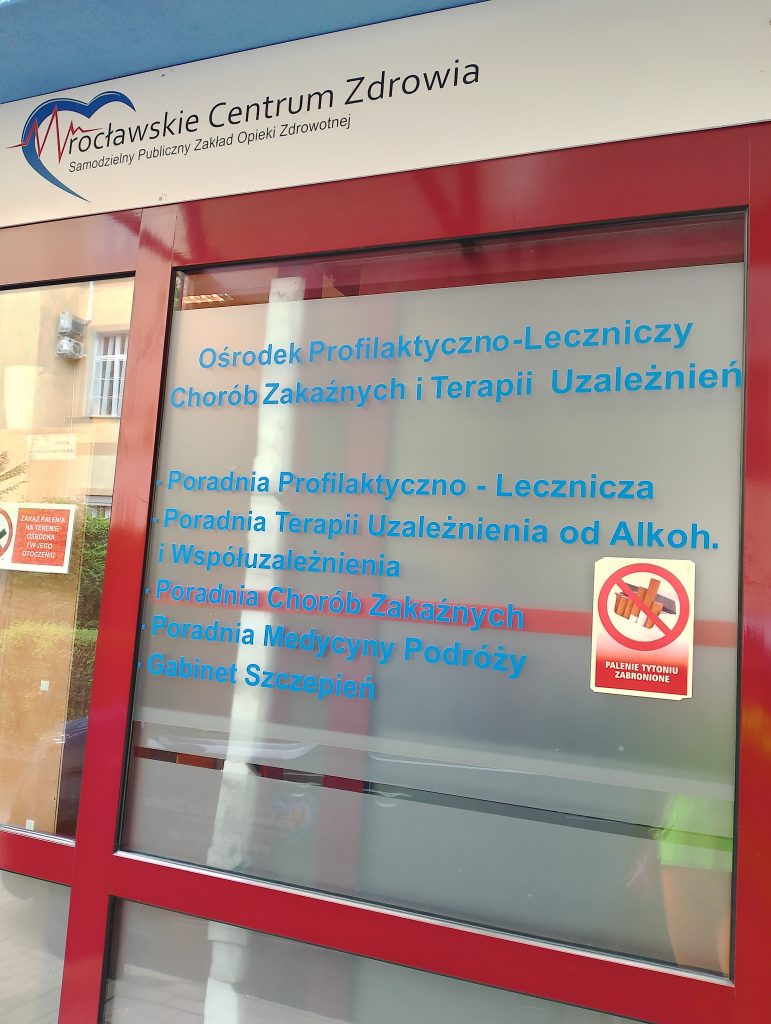 Wrocławskie Centrum Zdrowia
Samodzielny Publiczny Zakład Opieki Zdrowotnej
Ośrodek Profilaktyczno-Leczniczy
Chorób Zakaźnych i Terapii Uzależnień
- Poradnia Profilaktyczno - Lecznicza
- Poradnia Terapii Uzależnienia od Alkoh.
i Współuzależnienia
- Poradnia Chorób Zakaźnych
- Poradnia Medycyny Podróży
- Gabinet Szczepień
ZAKAZ PALENIA
NA TERENIE
OŚRODKA
I W JEGO
OTOCZENIU
PALENIE TYTONIU
ZABRONIONE